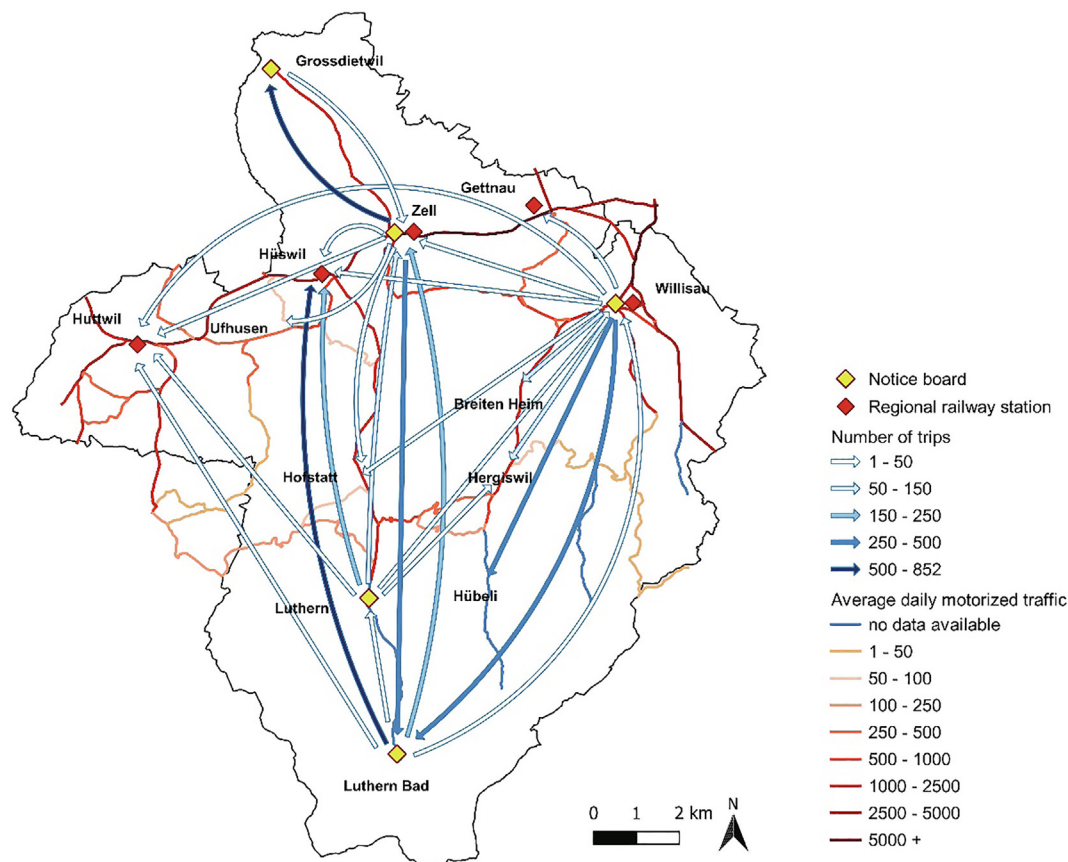 Grossdietwil
Gettnau
Zell
Hüswil
Willisau
Huttwil
Ufhusen
Breiten Heim
Hofstatt
Hergiswil
Luthern
Hübeli
Luthern Bad
0 1 2 km
N
Notice board
Regional railway station
Number of trips
1 - 50
50 - 150
150 - 250
250 - 500
500 - 852
Average daily motorized traffic
no data available
1 - 50
50 - 100
100 - 250
250 - 500
500 - 1000
1000 - 2500
2500 - 5000
5000 +